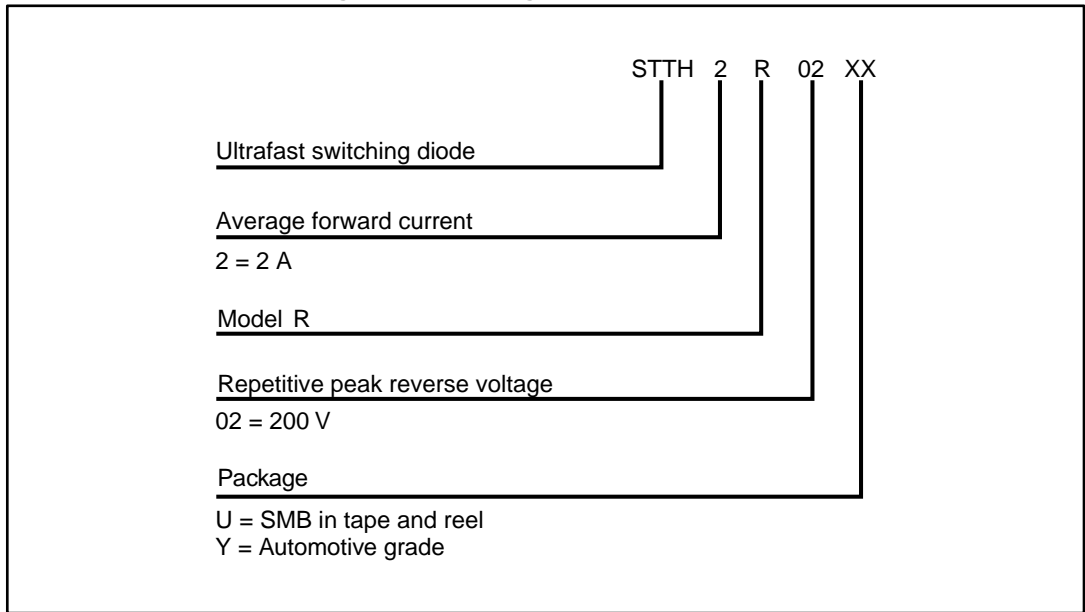 STTH 2 R 02 XX
Ultrafast switching diode
Average forward current
2 = 2 A
Model R
Repetitive peak reverse voltage
02 = 200 V
Package
U = SMB in tape and reel
Y = Automotive grade